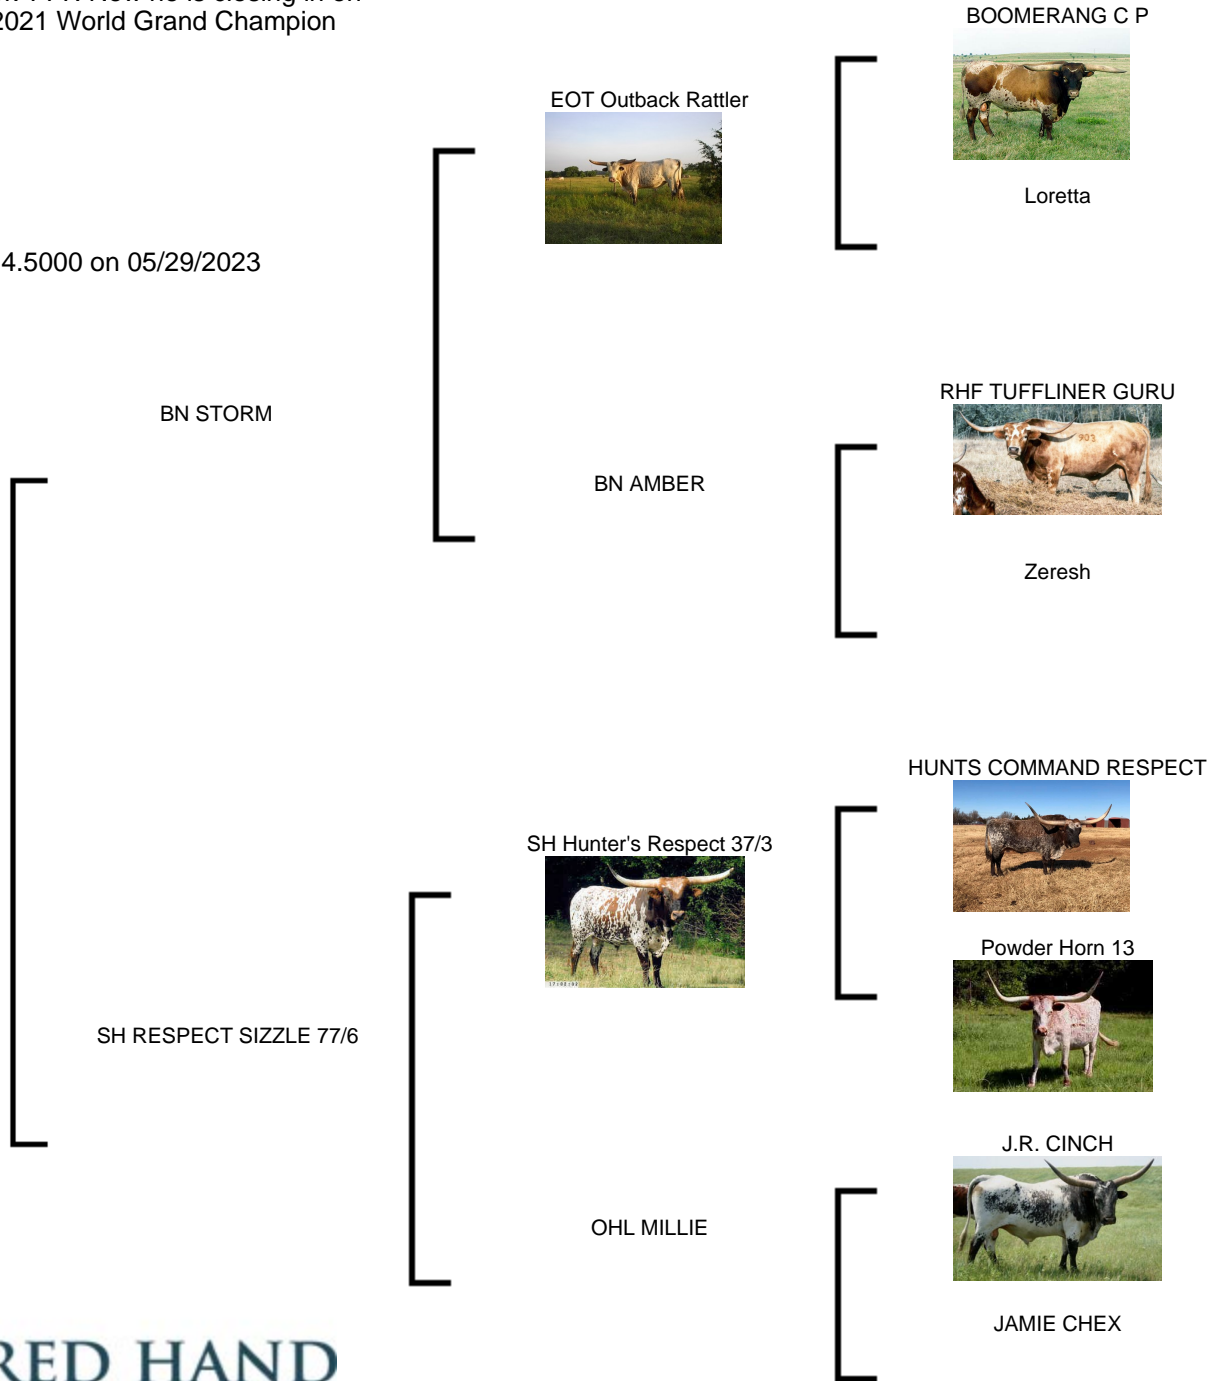 2021 World Grand Champion
4.5000 on 05/29/2023
BN STORM
SH RESPECT SIZZLE 77/6
EOT Outback Rattler
BN AMBER
SH Hunter's Respect 37/3
OHL MILLIE
BOOMERANG C P
Loretta
RHF TUFFLINER GURU
903
Zeresh
HUNTS COMMAND RESPECT
Powder Horn 13
J.R. CINCH
JAMIE CHEX
RED HAND